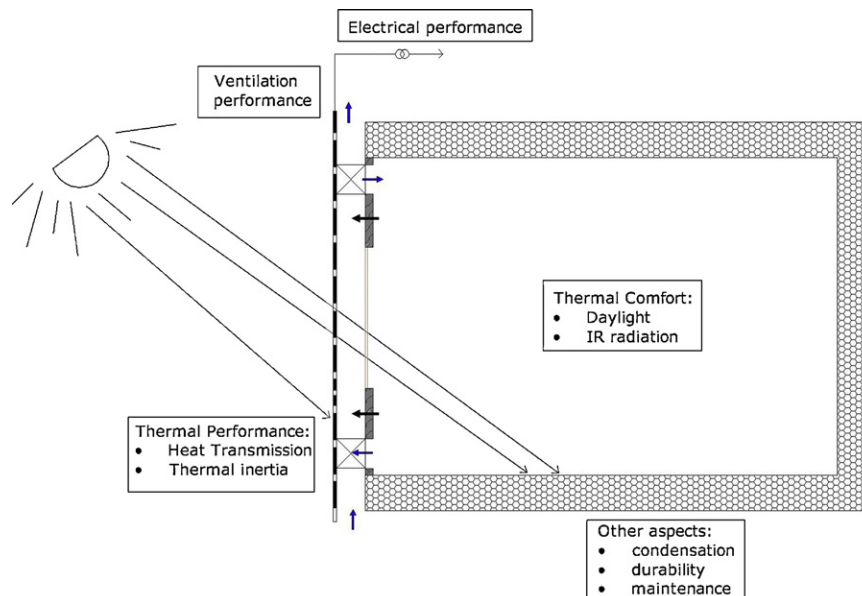 Electrical performance
Ventilation
performance
Thermal Comfort:
• Daylight
• IR radiation
Thermal Performance:
• Heat Transmission
• Thermal inertia
Other aspects:
• condensation
• durability
• maintenance